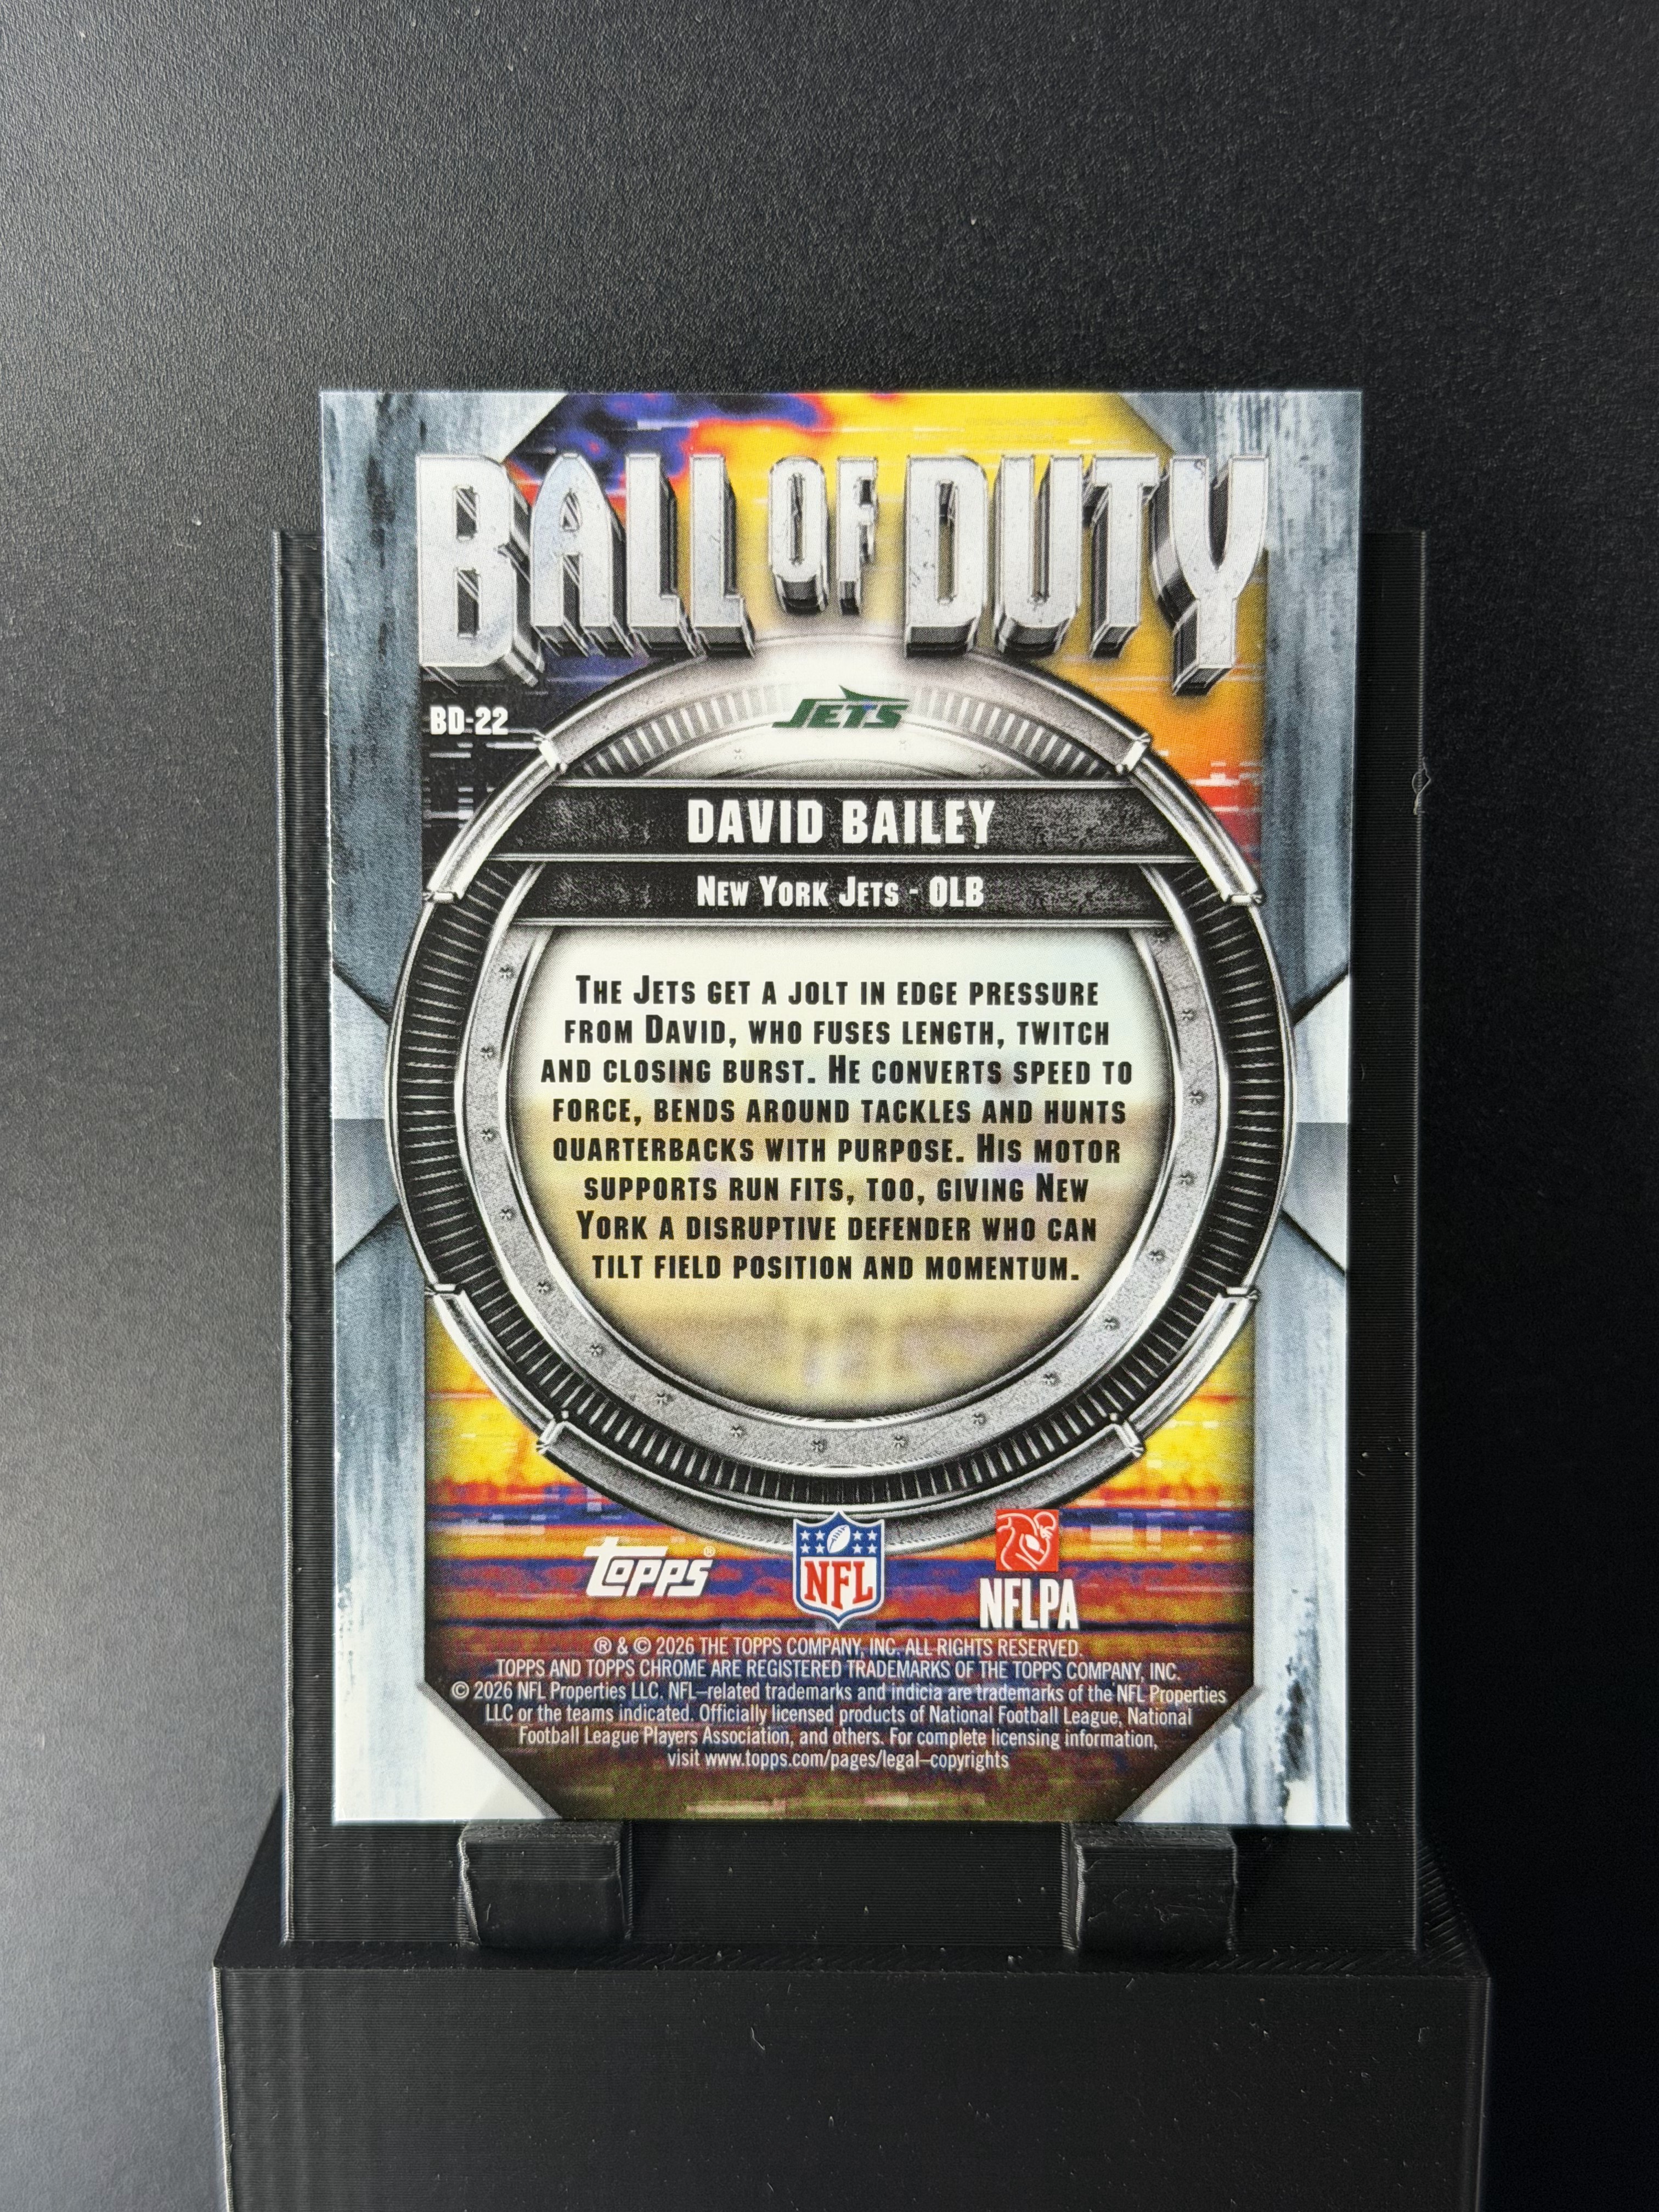 BALL OF DUTY
JETS
BD-22
DAVID BAILEY
NEW YORK JETS - OLB
THE JETS GET A JOLT IN EDGE PRESSURE
FROM DAVID, WHO FUSES LENGTH, TWITCH
AND CLOSING BURST. HE CONVERTS SPEED TO
FORCE, BENDS AROUND TACKLES AND HUNTS
QUARTERBACKS WITH PURPOSE. HIS MOTOR
SUPPORTS RUN FITS, TOO, GIVING NEW
YORK A DISRUPTIVE DEFENDER WHO CAN
TILT FIELD POSITION AND MOMENTUM.
topps® NFL NFLPA
® & © 2026 THE TOPPS COMPANY, INC. ALL RIGHTS RESERVED.
TOPPS AND TOPPS CHROME ARE REGISTERED TRADEMARKS OF THE TOPPS COMPANY, INC.
© 2026 NFL Properties LLC. NFL–related trademarks and indicia are trademarks of the NFL Properties
LLC or the teams indicated. Officially licensed products of National Football League, National
Football League Players Association, and others. For complete licensing information,
visit www.topps.com/pages/legal–copyrights